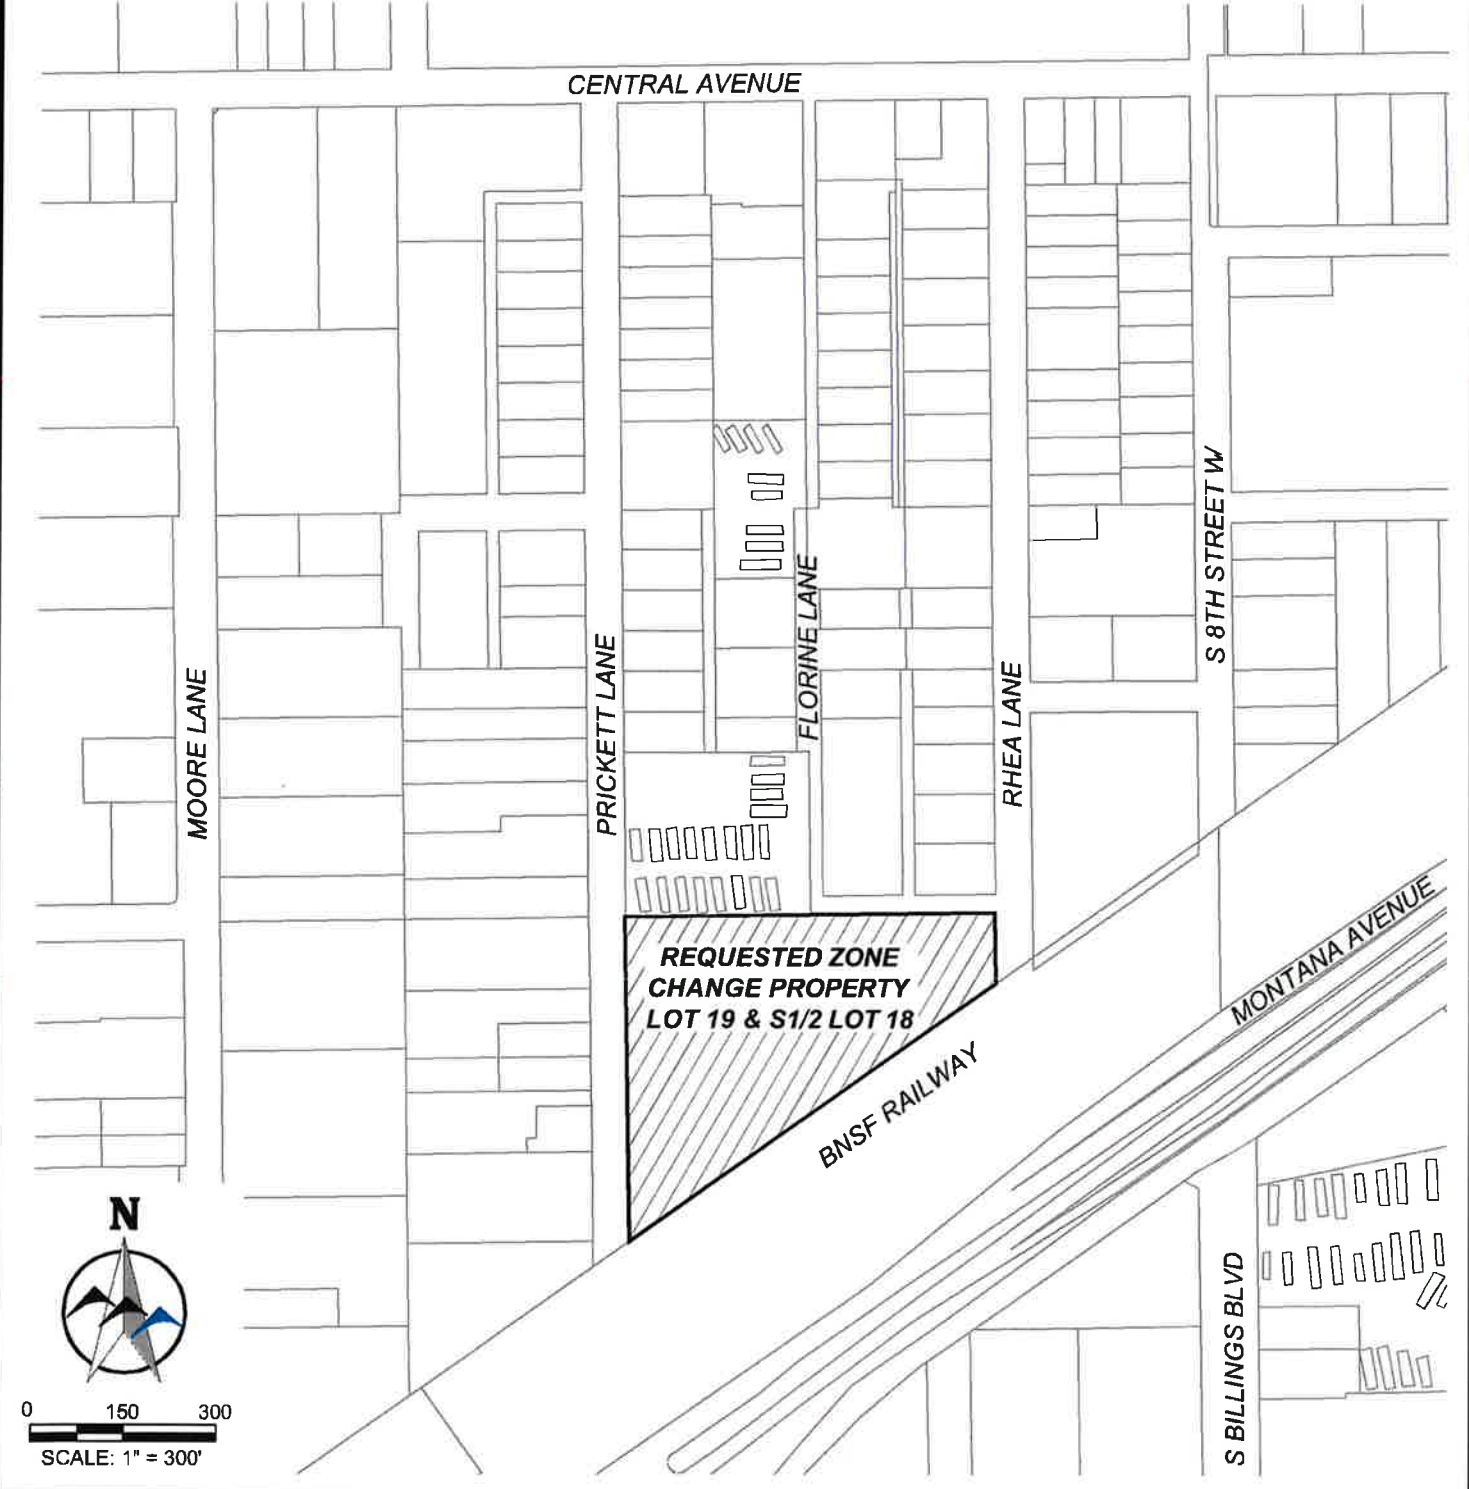 CENTRAL AVENUE
S 8TH STREET W
FLORINE LANE
PRICKETT LANE
RHEA LANE
MOORE LANE
MONTANA AVENUE
REQUESTED ZONE
CHANGE PROPERTY
LOT 19 & S1/2 LOT 18
BNSF RAILWAY
N
S BILLINGS BLVD
0 150 300
SCALE: 1" = 300'